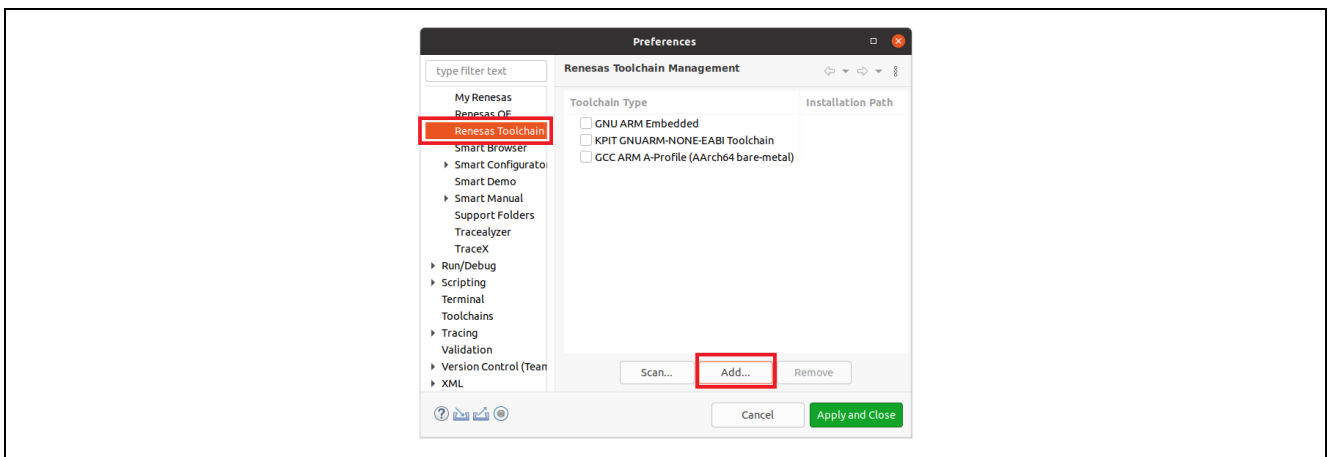 Preferences
type filter text
Renesas Toolchain Management
My Renesas
Renesas QE
Renesas Toolchain
Smart Browser
Smart Configurator
Smart Demo
Smart Manual
Support Folders
Tracealyzer
TraceX
Run/Debug
Scripting
Terminal
Toolchains
Tracing
Validation
Version Control (Team
XML
Toolchain Type Installation Path
GNU ARM Embedded
KPIT GNUARM-NONE-EABI Toolchain
GCC ARM A-Profile (AArch64 bare-metal)
Scan... Add... Remove
Cancel Apply and Close